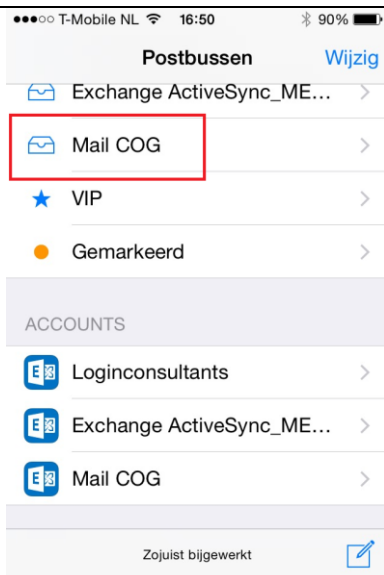 T-Mobile NL 16:50 90%
Postbussen Wijzig
Exchange ActiveSync_ME...
Mail COG
VIP
Gemarkeerd
ACCOUNTS
Loginconsultants
Exchange ActiveSync_ME...
Mail COG
Zojuist bijgewerkt